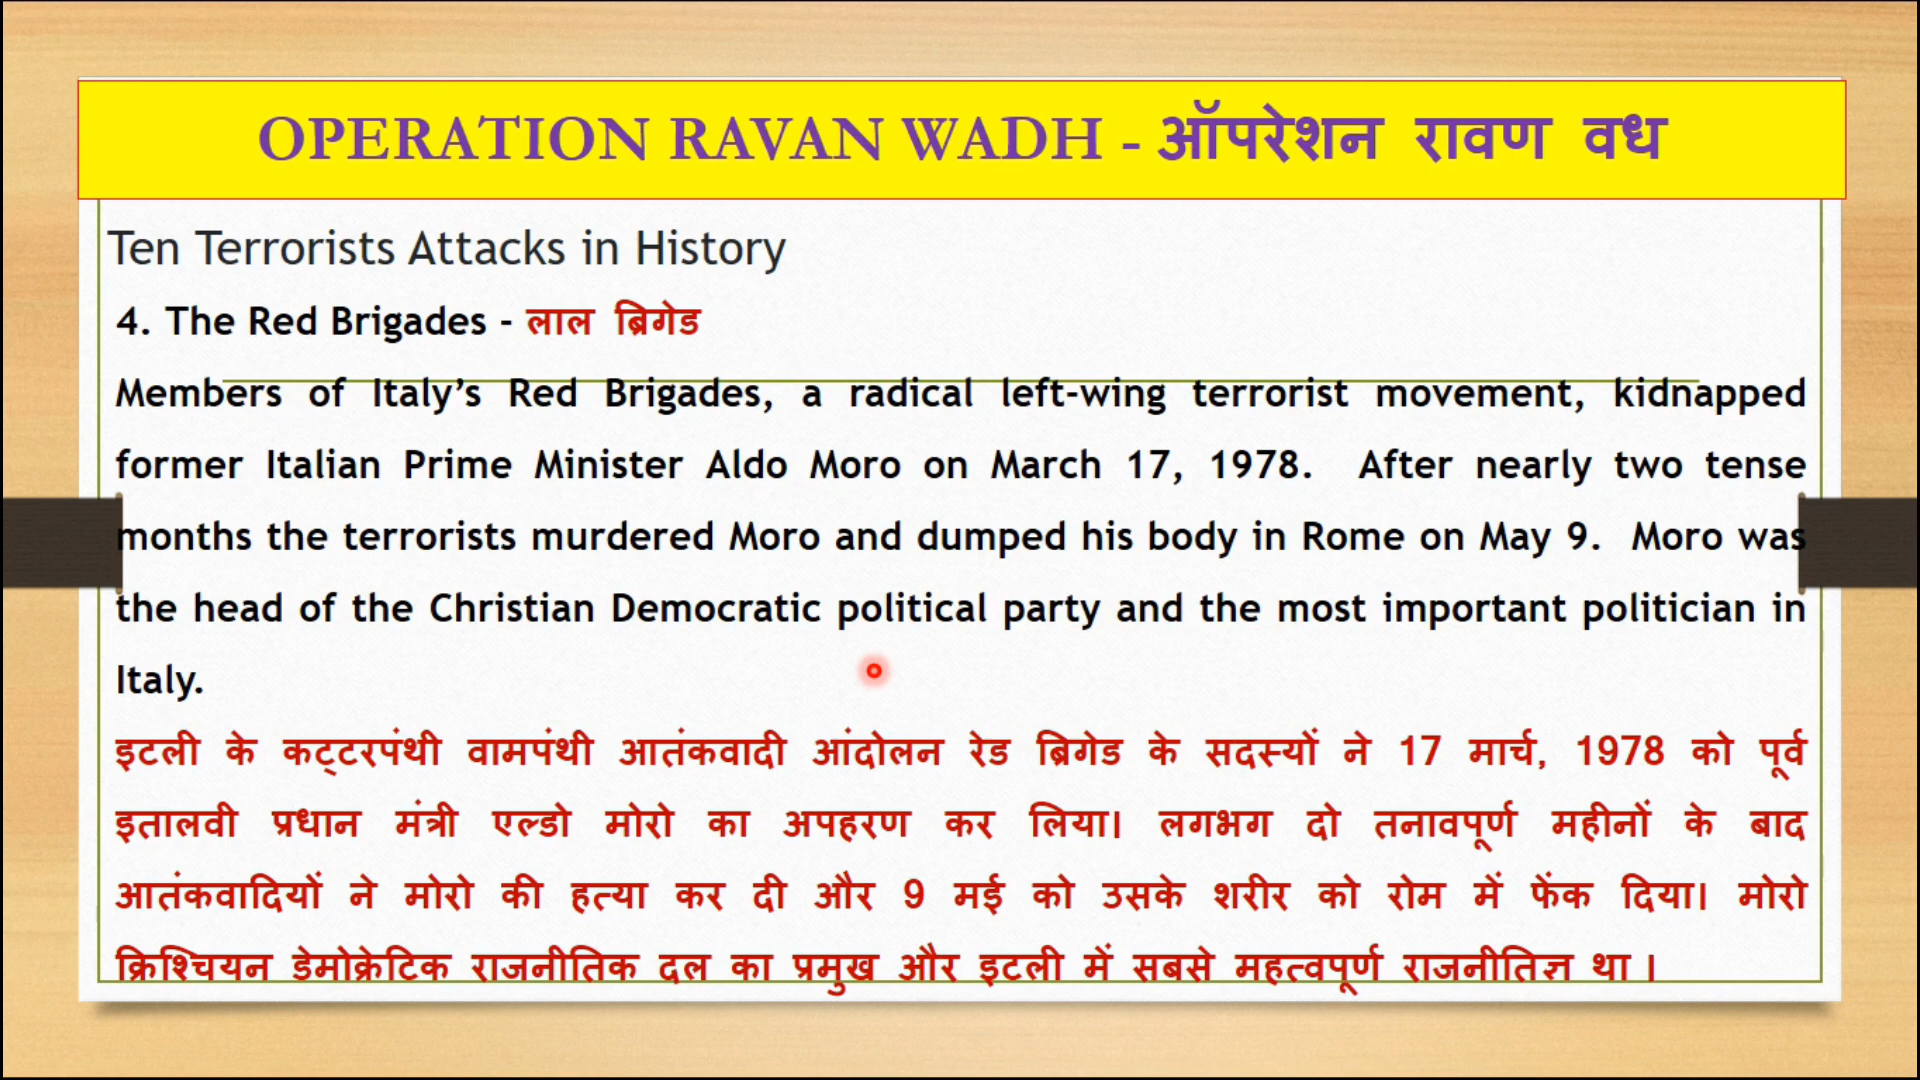 OPERATION RAVAN WADH - ऑपरेशन रावण वध
Ten Terrorists Attacks in History
4. The Red Brigades - लाल ब्रिगेड
Members of Italy’s Red Brigades, a radical left-wing terrorist movement, kidnapped
former Italian Prime Minister Aldo Moro on March 17, 1978. After nearly two tense
months the terrorists murdered Moro and dumped his body in Rome on May 9. Moro was
the head of the Christian Democratic political party and the most important politician in
Italy.
इटली के कट्टरपंथी वामपंथी आतंकवादी आंदोलन रेड ब्रिगेड के सदस्यों ने 17 मार्च, 1978 को पूर्व
इतालवी प्रधान मंत्री एल्डो मोरो का अपहरण कर लिया। लगभग दो तनावपूर्ण महीनों के बाद
आतंकवादियों ने मोरो की हत्या कर दी और 9 मई को उसके शरीर को रोम में फेंक दिया। मोरो
क्रिश्चियन डेमोक्रेटिक राजनीतिक दल का प्रमुख और इटली में सबसे महत्वपूर्ण राजनीतिज्ञ था ।